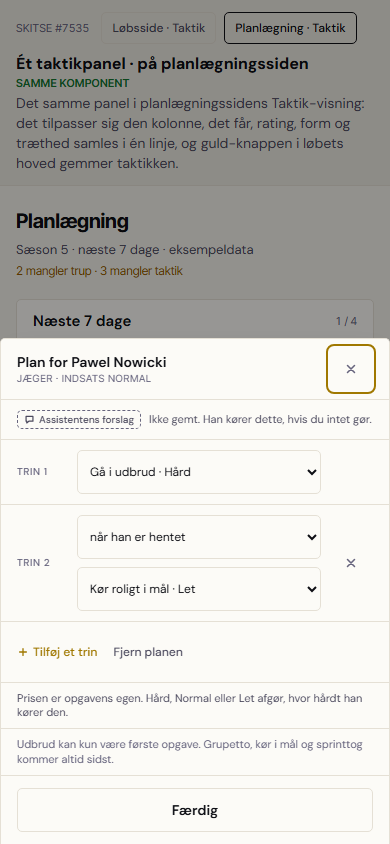 SKITSE #7535
Løbsside · Taktik
Planlægning · Taktik
Ét taktikpanel · på planlægningssiden
SAMME KOMPONENT
Det samme panel i planlægningssidens Taktik-visning:
det tilpasser sig den kolonne, det får, rating, form og
træthed samles i én linje, og guld-knappen i løbets
hoved gemmer taktikken.
Planlægning
Sæson 5 · næste 7 dage · eksempeldata
2 mangler trup · 3 mangler taktik
Næste 7 dage
1 / 4
Plan for Pawel Nowicki
JÆGER · INDSATS NORMAL
Assistentens forslag
Ikke gemt. Han kører dette, hvis du intet gør.
TRIN 1
Gå i udbrud · Hård
når han er hentet
TRIN 2
Kør roligt i mål · Let
+ Tilføj et trin
Fjern planen
Prisen er opgavens egen. Hård, Normal eller Let afgør, hvor hårdt han
kører den.
Udbrud kan kun være første opgave. Grupetto, kør i mål og sprinttog
kommer altid sidst.
Færdig